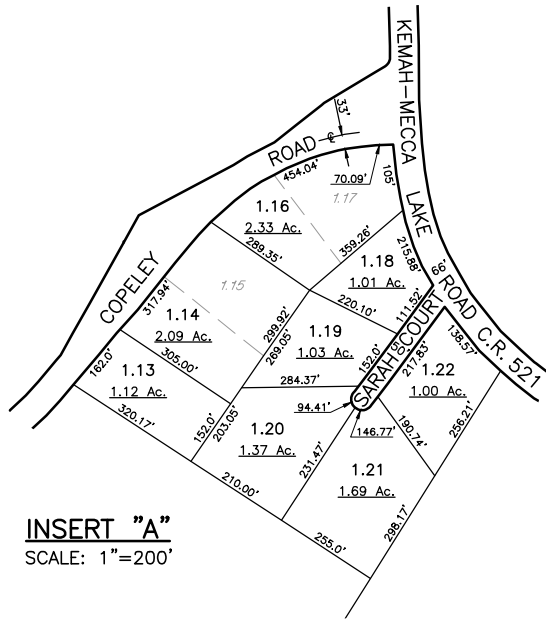 KEMAH-MECCA
LAKE
ROAD C.R. 521
33'
ROAD
COPELEY
454.04'
70.09'
105'
1.17
1.16
2.33 Ac.
289.35'
359.26'
215.88'
66'
1.18
1.01 Ac.
1.15
317.94'
220.10'
111.52'
1.14
2.09 Ac.
299.92'
269.05'
1.19
1.03 Ac.
152.0'
SARAH COURT
50'
217.83'
138.57'
162.0'
305.00'
1.13
1.12 Ac.
284.37'
1.22
1.00 Ac.
320.17'
152.0'
203.05'
94.41'
1.20
1.37 Ac.
146.77'
190.74'
256.21'
231.47'
1.21
1.69 Ac.
210.00'
298.17'
255.0'
INSERT "A"
SCALE: 1"=200'